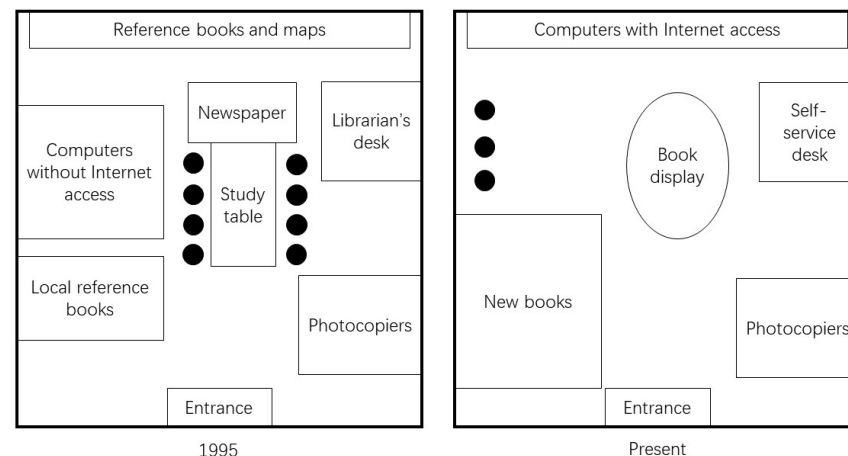 Reference books and maps
Newspaper
Librarian's
desk
Computers
without Internet
access
Study
table
Local reference
books
Photocopiers
Entrance
1995
Computers with Internet access
Self-
service
desk
Book
display
New books
Photocopiers
Entrance
Present